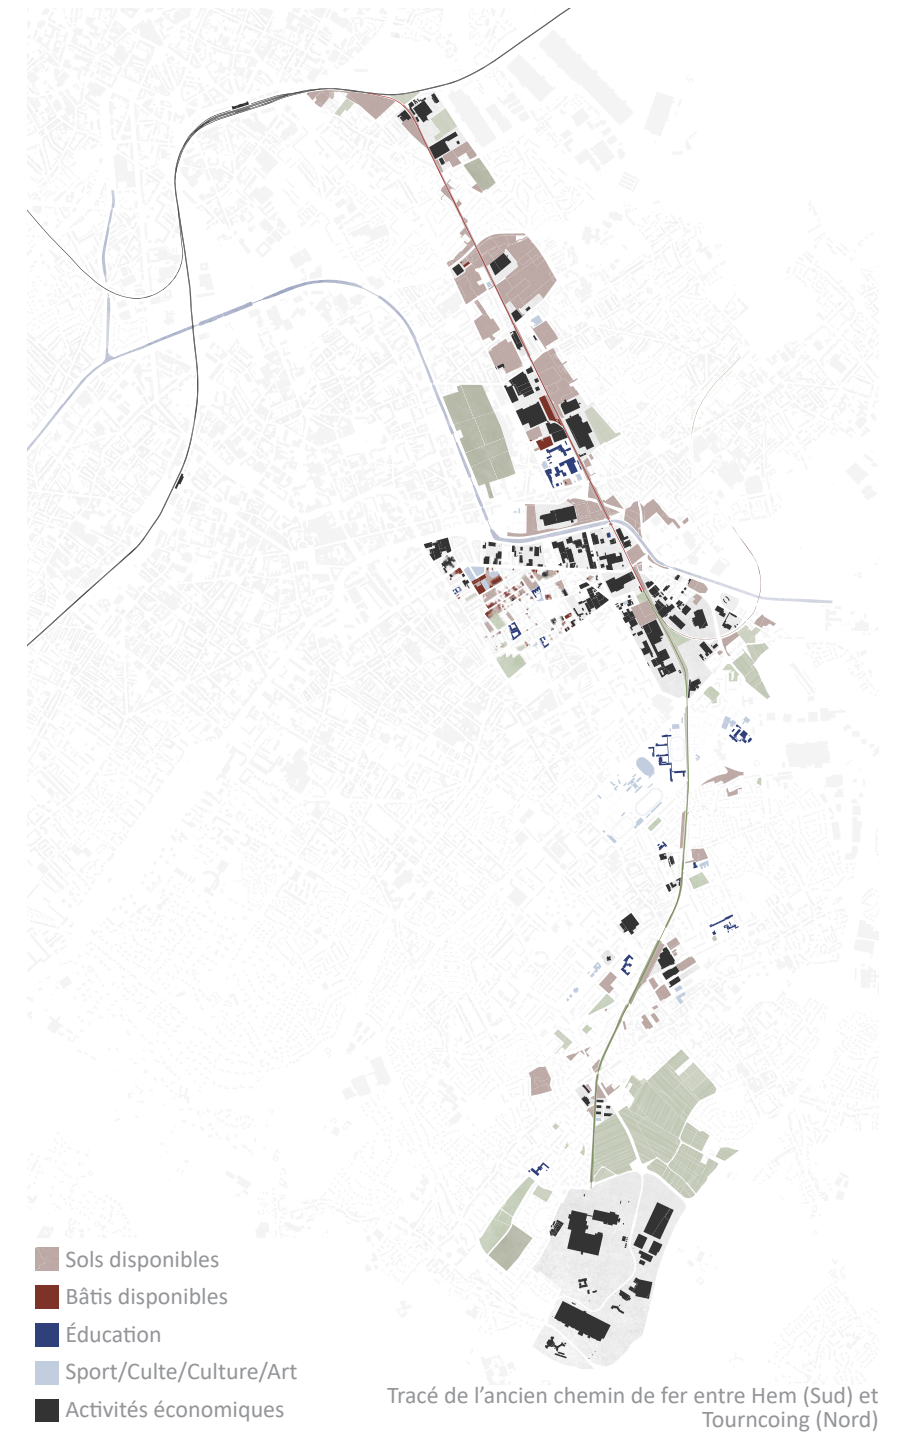 Sols disponibles
Bâtis disponibles
Éducation
Sport/Culte/Culture/Art
Activités économiques
Tracé de l'ancien chemin de fer entre Hem (Sud) et
Tourncoing (Nord)